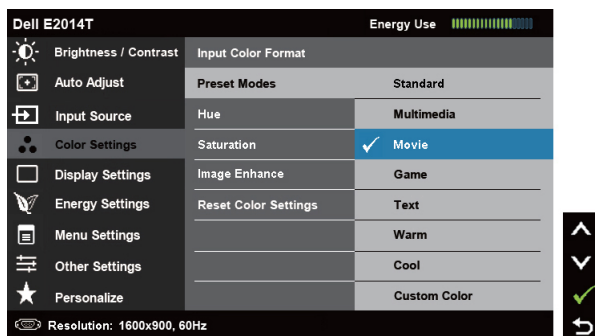 Dell E2014T Energy Use
Brightness / Contrast Input Color Format
Auto Adjust Preset Modes Standard
Input Source Hue Multimedia
Color Settings Saturation Movie
Display Settings Image Enhance Game
Energy Settings Reset Color Settings Text
Menu Settings Warm
Other Settings Cool
Personalize Custom Color
Resolution: 1600x900, 60Hz